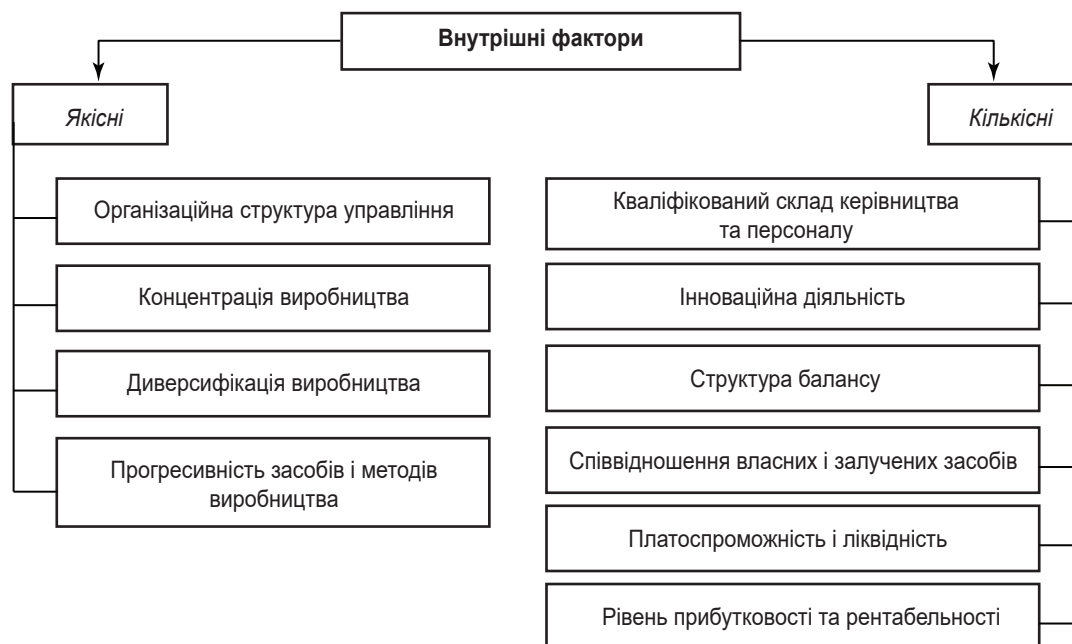 Внутрішні фактори
Якісні
Кількісні
Організаційна структура управління
Концентрація виробництва
Диверсифікація виробництва
Прогресивність засобів і методів
виробництва
Кваліфікований склад керівництва
та персоналу
Інноваційна діяльність
Структура балансу
Співвідношення власних і залучених засобів
Платоспроможність і ліквідність
Рівень прибутковості та рентабельності